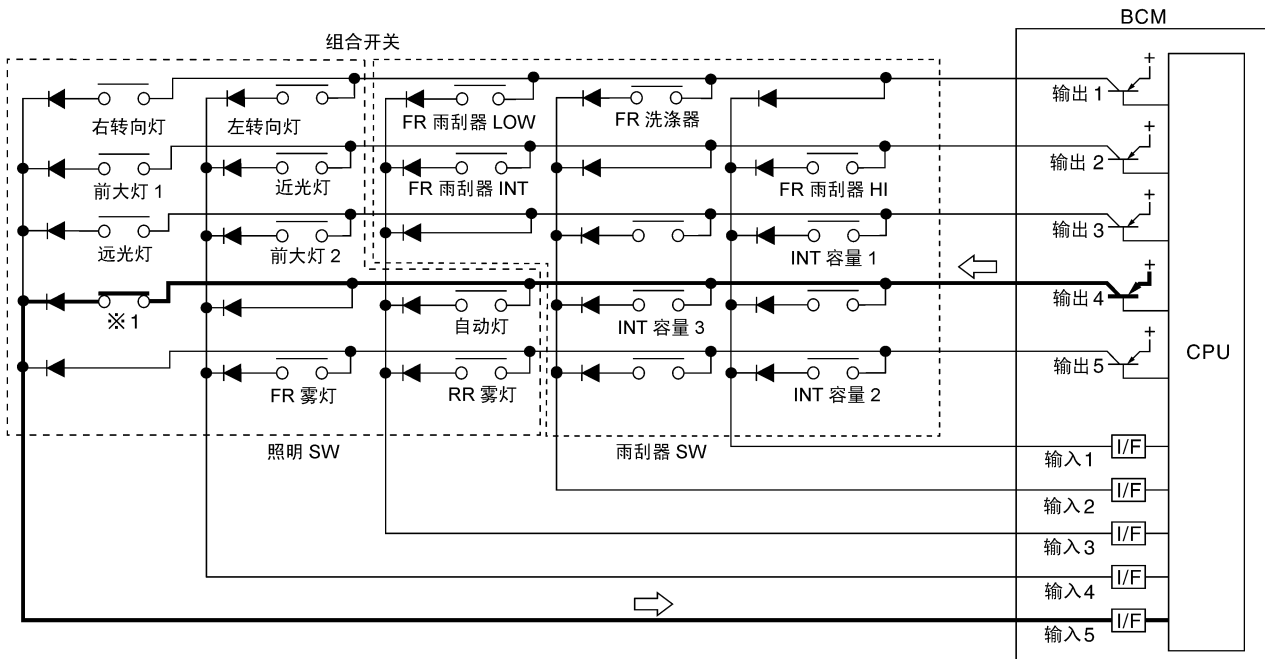 BCM
组合开关
输出 1
右转向灯
左转向灯
FR 雨刮器 LOW
FR 洗涤器
输出 2
前大灯 1
近光灯
FR 雨刮器 INT
FR 雨刮器 HI
输出 3
远光灯
前大灯 2
INT 容量 1
输出 4
※ 1
自动灯
INT 容量 3
CPU
输出 5
FR 雾灯
RR 雾灯
INT 容量 2
照明 SW
雨刮器 SW
输入 1
I/F
输入 2
I/F
输入 3
I/F
输入 4
I/F
输入 5
I/F